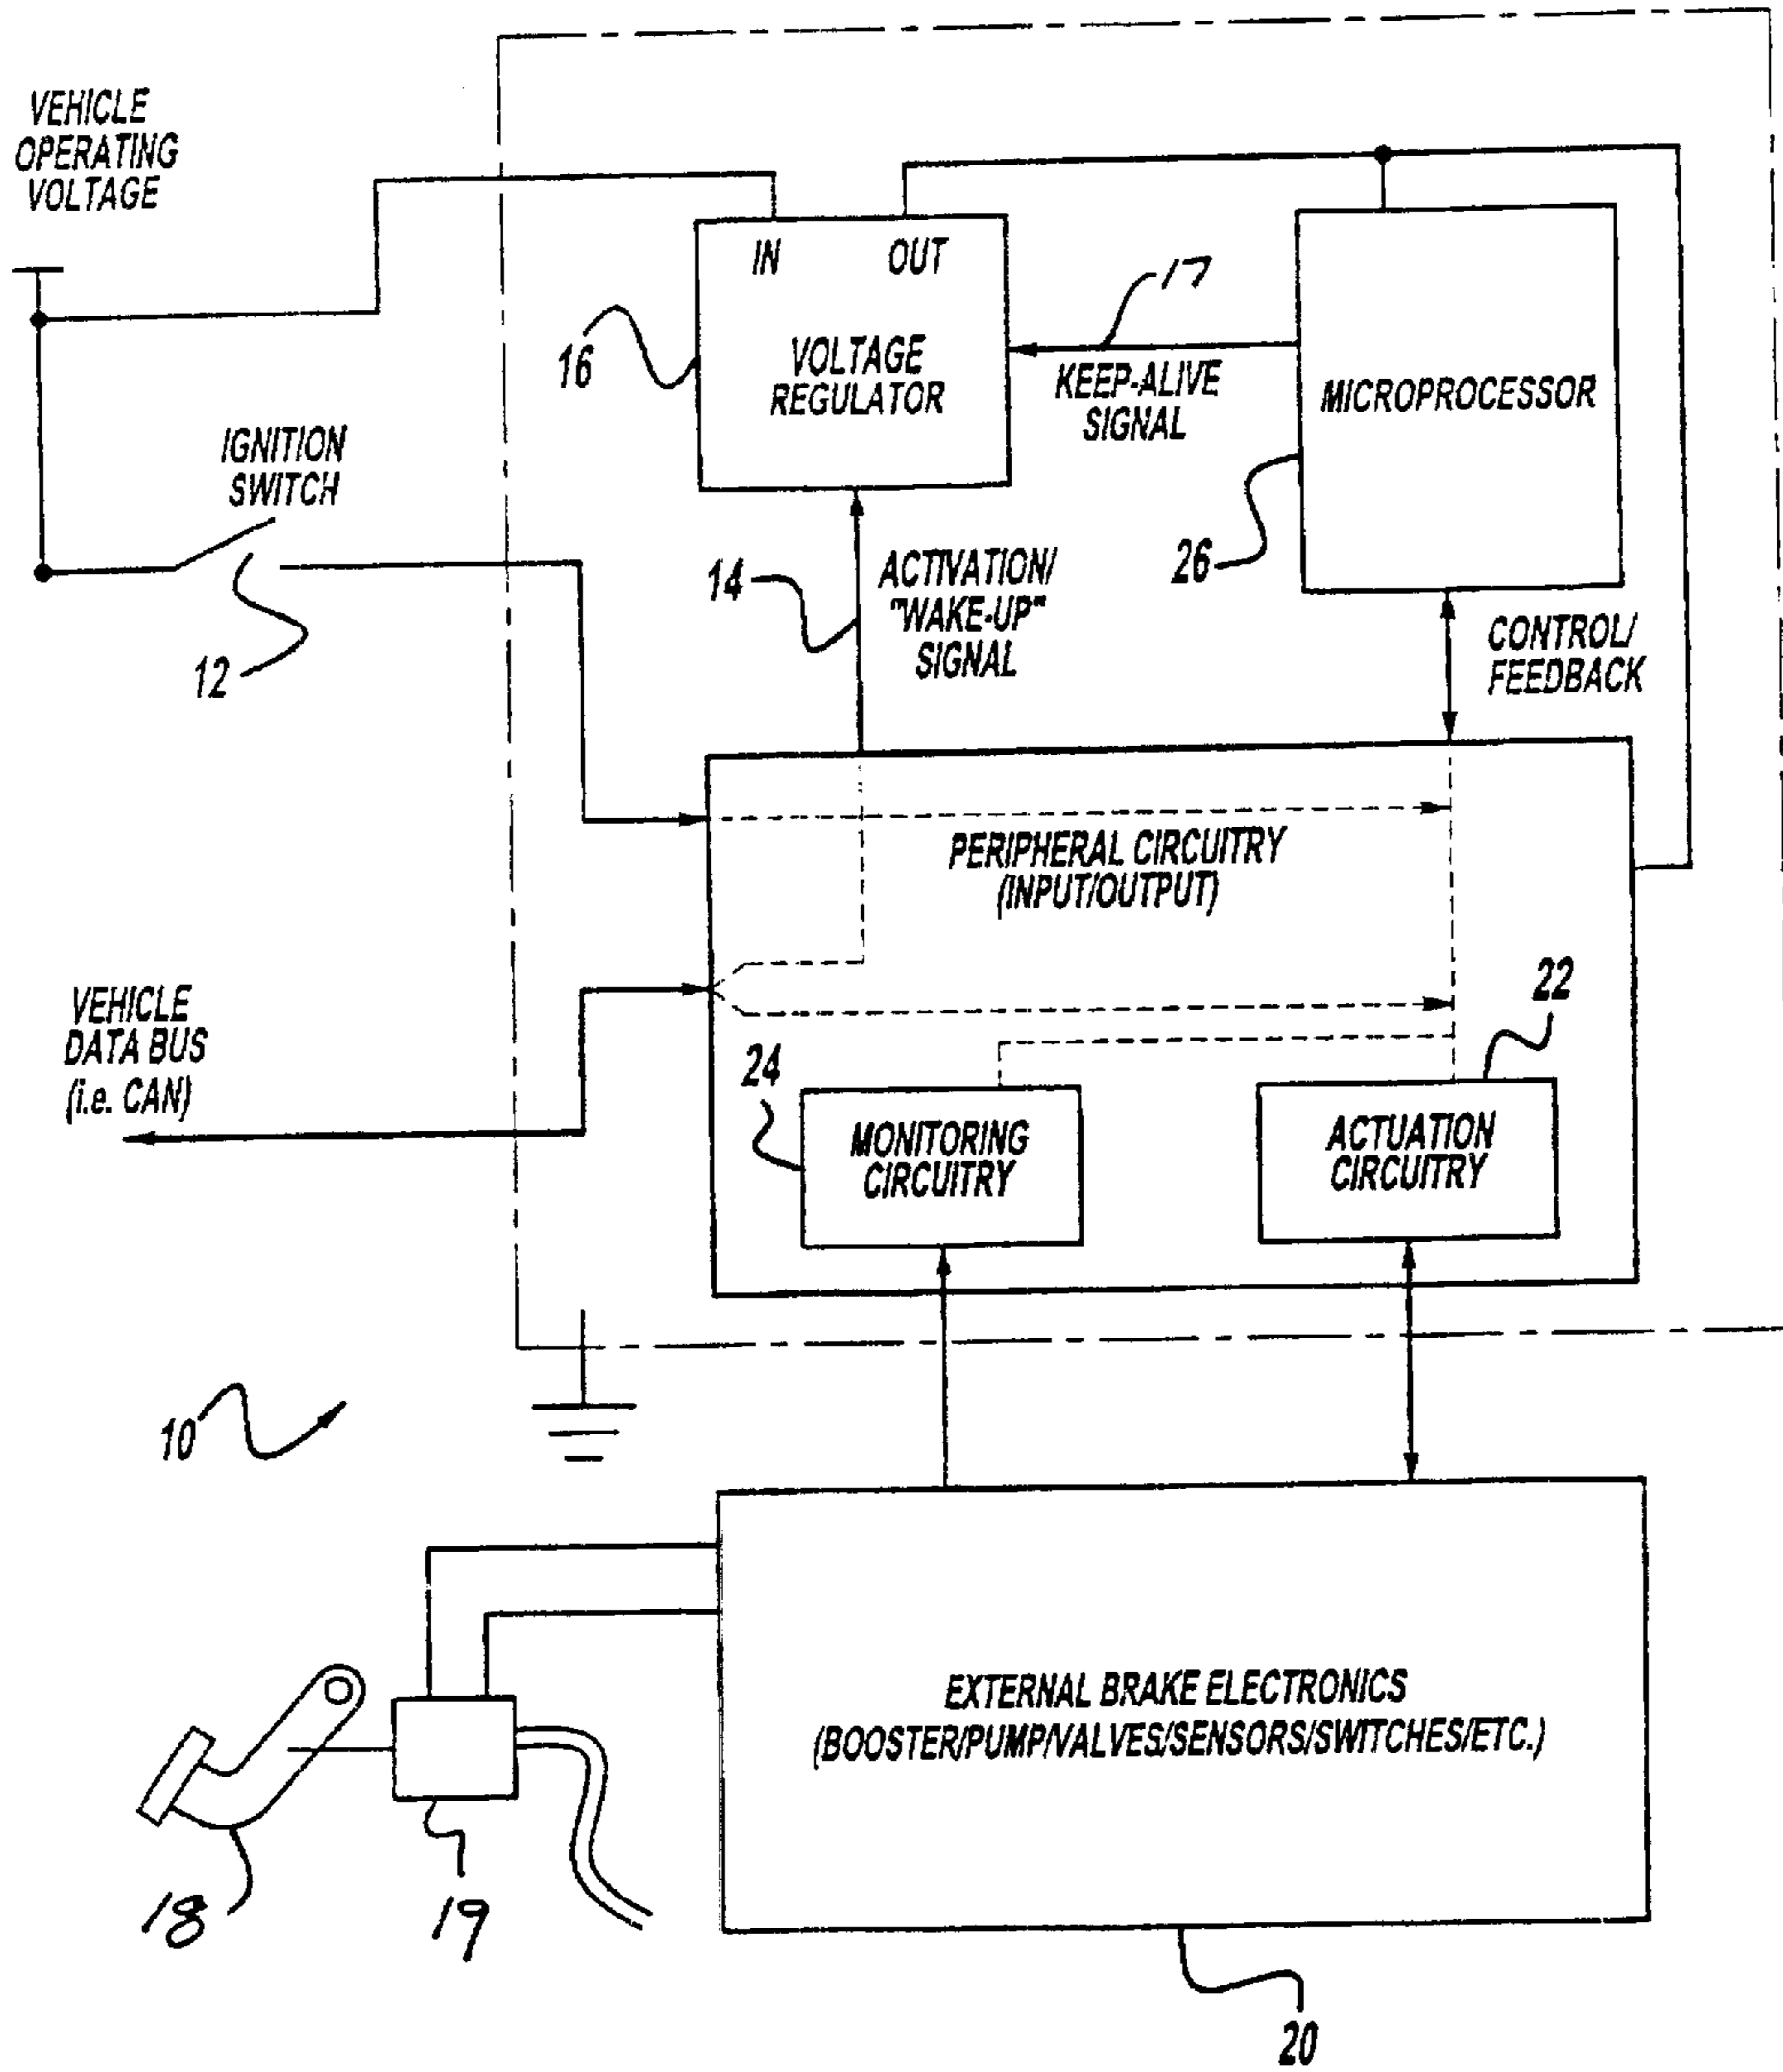 VEHICLE
OPERATING
VOLTAGE
IN
OUT
VOLTAGE
REGULATOR
16
17
KEEP-ALIVE
SIGNAL
MICROPROCESSOR
26
IGNITION
SWITCH
12
14
ACTIVATION/
"WAKE-UP"
SIGNAL
CONTROL/
FEEDBACK
PERIPHERAL CIRCUITRY
(INPUT/OUTPUT)
VEHICLE
DATA BUS
(i.e. CAN)
24
22
MONITORING
CIRCUITRY
ACTUATION
CIRCUITRY
10
EXTERNAL BRAKE ELECTRONICS
(BOOSTER/PUMP/VALVES/SENSORS/SWITCHES/ETC.)
18
19
20